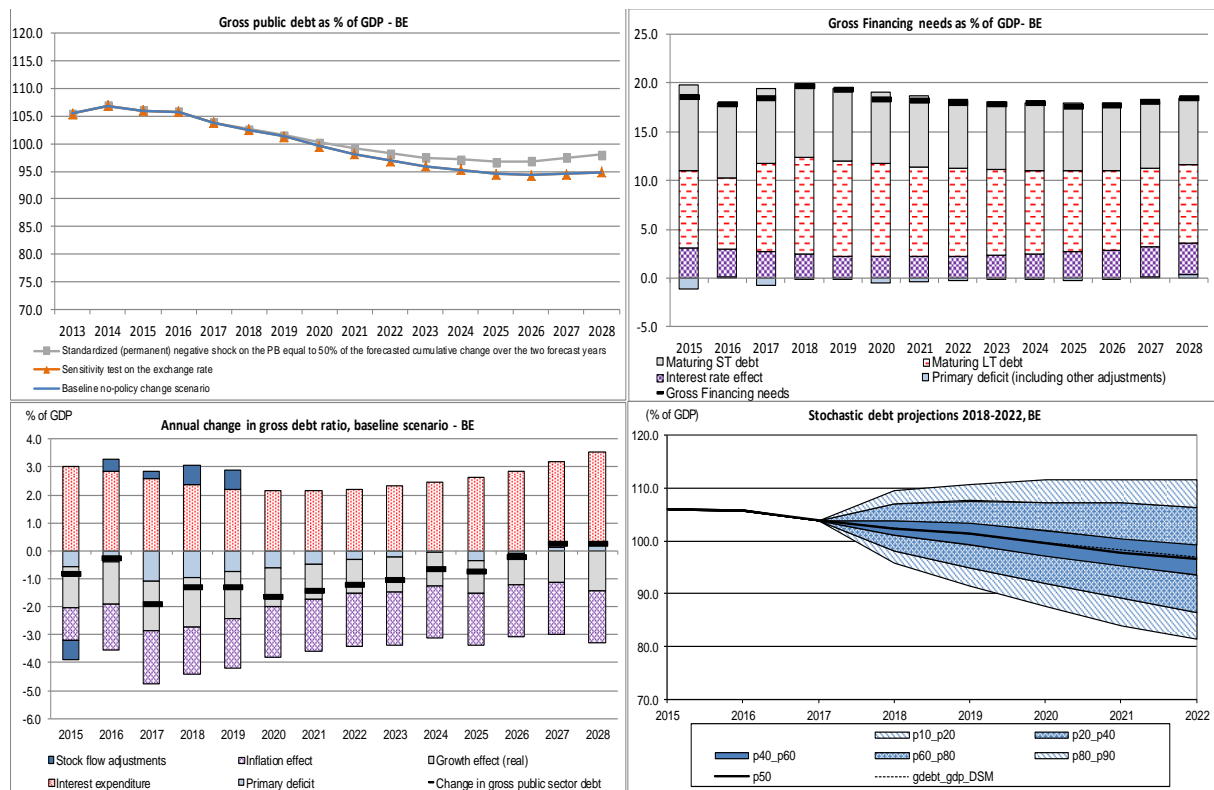 Gross public debt as % of GDP - BE
120.0
115.0
110.0
105.0
100.0
95.0
90.0
85.0
80.0
75.0
70.0
2013 2014 2015 2016 2017 2018 2019 2020 2021 2022 2023 2024 2025 2026 2027 2028
Standardized (permanent) negative shock on the PB equal to 50% of the forecasted cumulative change over the two forecast years
Sensitivity test on the exchange rate
Baseline no-policy change scenario
Gross Financing needs as % of GDP- BE
25.0
20.0
15.0
10.0
5.0
0.0
-5.0
2015 2016 2017 2018 2019 2020 2021 2022 2023 2024 2025 2026 2027 2028
Maturing ST debt Maturing LT debt
Interest rate effect Primary deficit (including other adjustments)
Gross Financing needs
% of GDP
Annual change in gross debt ratio, baseline scenario - BE
4.0
3.0
2.0
1.0
0.0
-1.0
-2.0
-3.0
-4.0
-5.0
-6.0
2015 2016 2017 2018 2019 2020 2021 2022 2023 2024 2025 2026 2027 2028
Stock flow adjustments Inflation effect Growth effect (real)
Interest expenditure Primary deficit Change in gross public sector debt
(% of GDP)
Stochastic debt projections 2018-2022, BE
120.0
110.0
100.0
90.0
80.0
70.0
2015 2016 2017 2018 2019 2020 2021 2022
p10_p20 p20_p40
p40_p60 p60_p80 p80_p90
p50 gdebt_gdp_DSM